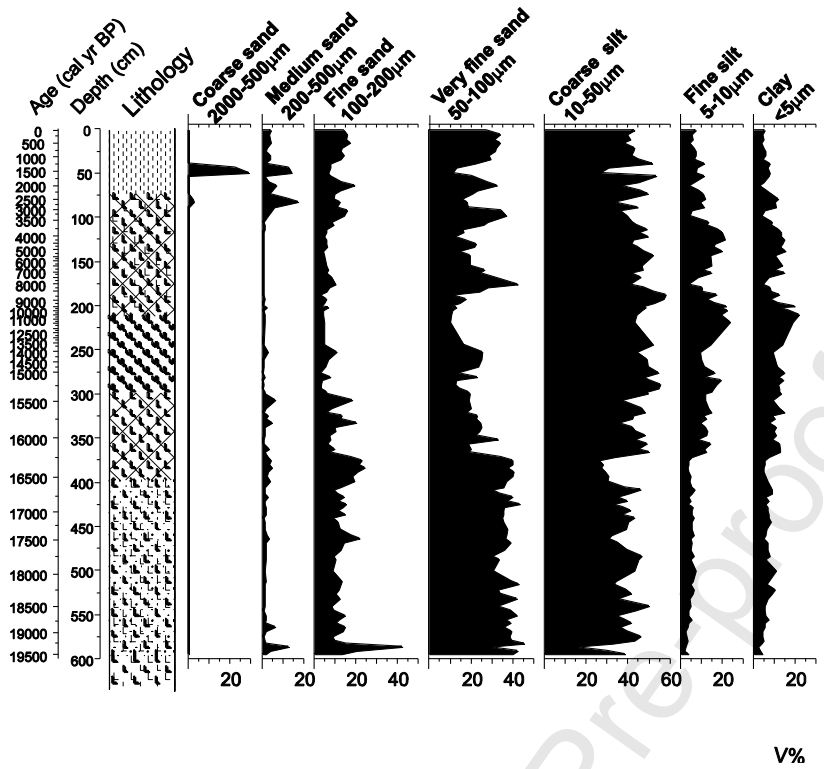 Age (cal yr BP)
Depth (cm)
Lithology
Coarse sand
2000-500µm
Medium sand
200-500µm
Fine sand
100-200µm
Very fine sand
50-100µm
Coarse silt
10-50µm
Fine silt
5-10µm
Clay
<5µm
0
500
1000
1500
2000
2500
3000
3500
4000
5000
6000
7000
8000
9000
10000
11000
12500
13500
14000
14500
15000
15500
16000
16500
17000
17500
18000
18500
19000
19500
0
50
100
150
200
250
300
350
400
450
500
550
600
20 20 20 40 20 40 20 40 60 20 20
V%
Pre-proof